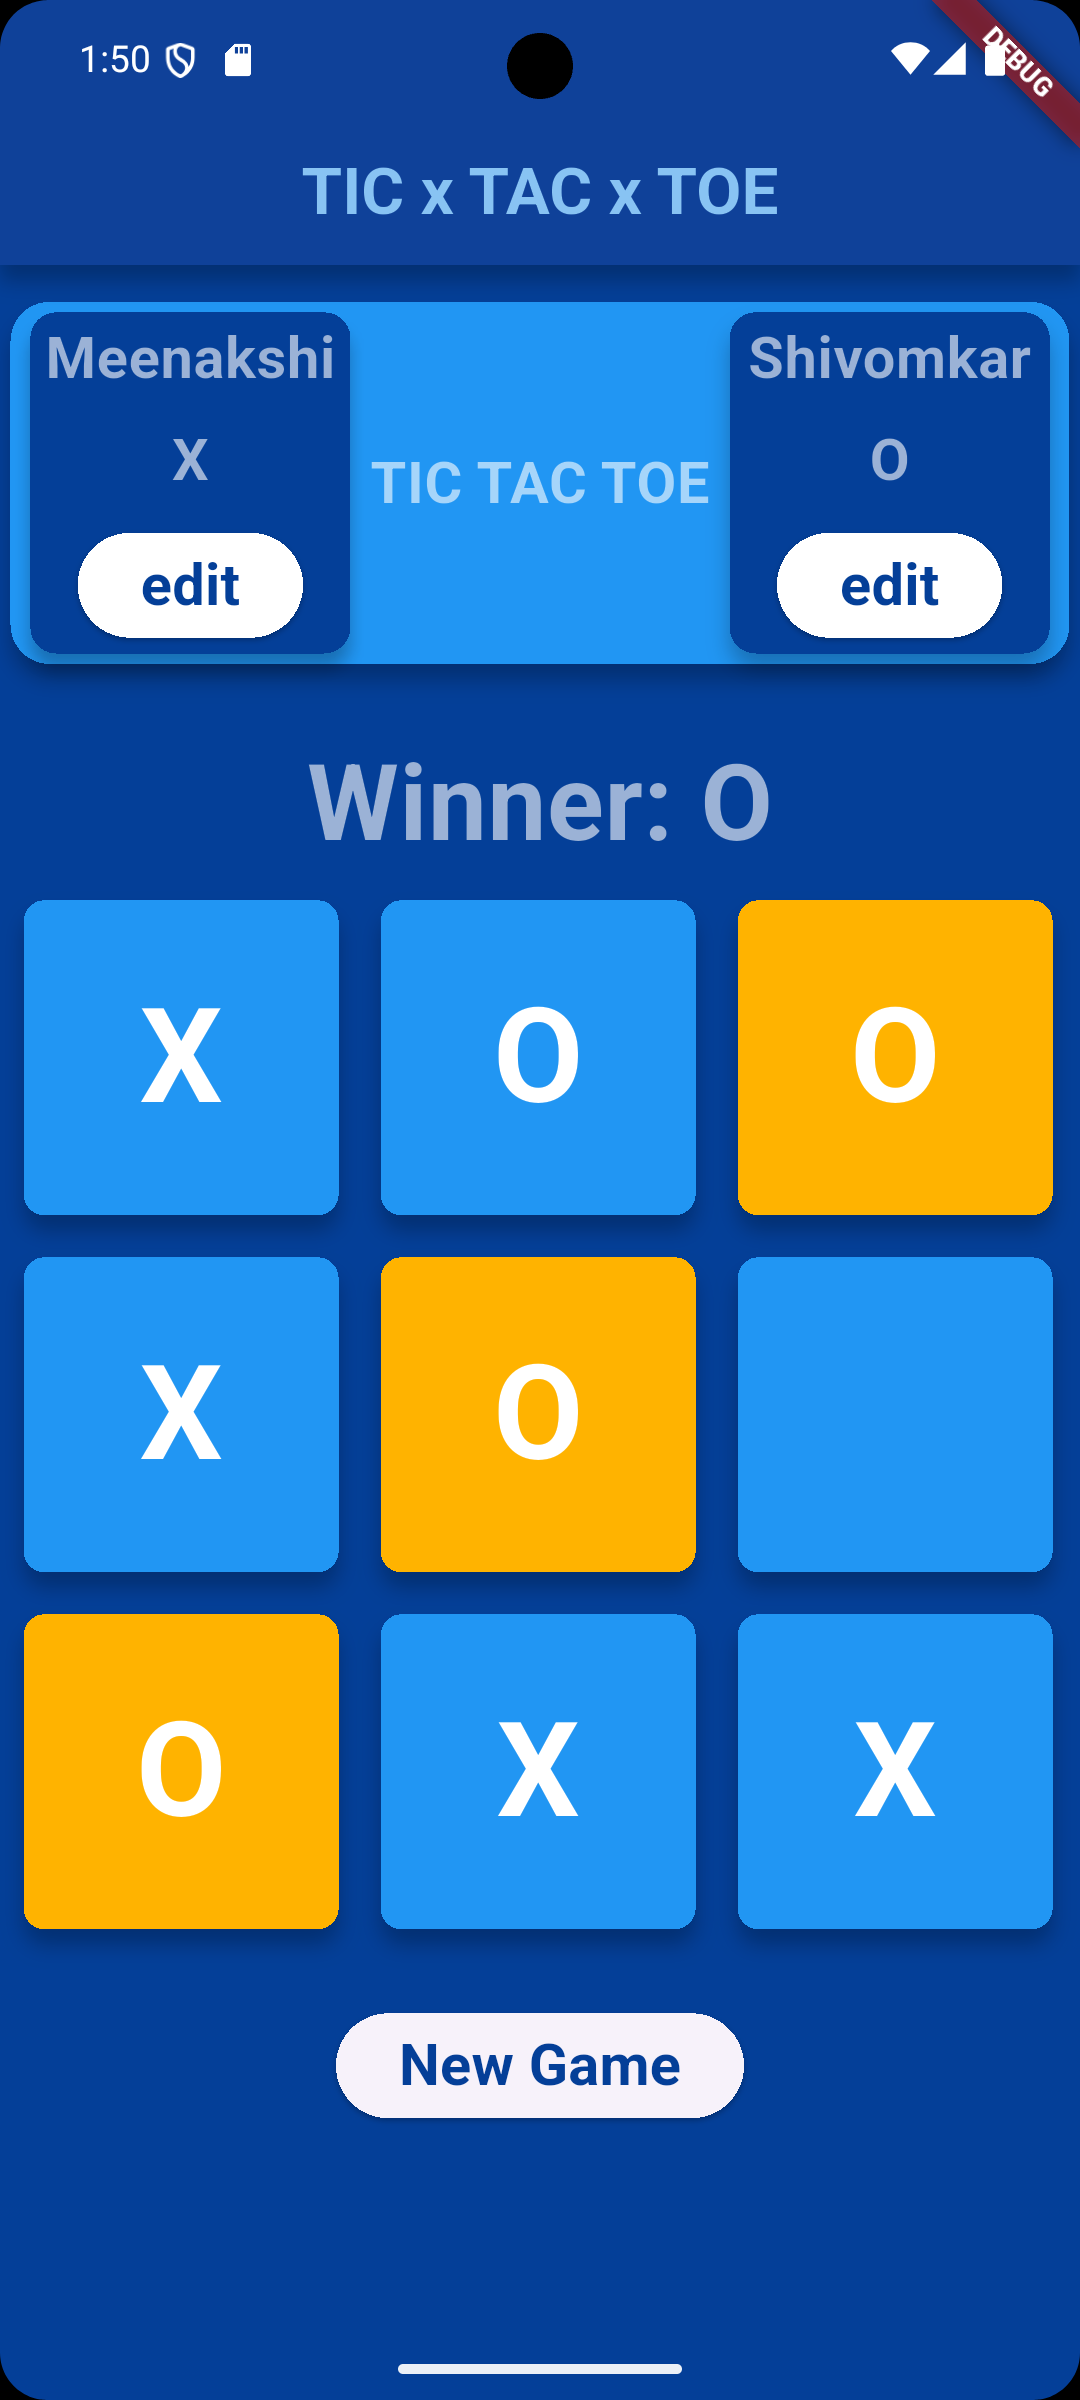 1:50
DEBUG
TIC x TAC x TOE
Meenakshi
X
edit
TIC TAC TOE
Shivomkar
O
edit
Winner: O
X O O
X O
O X X
New Game